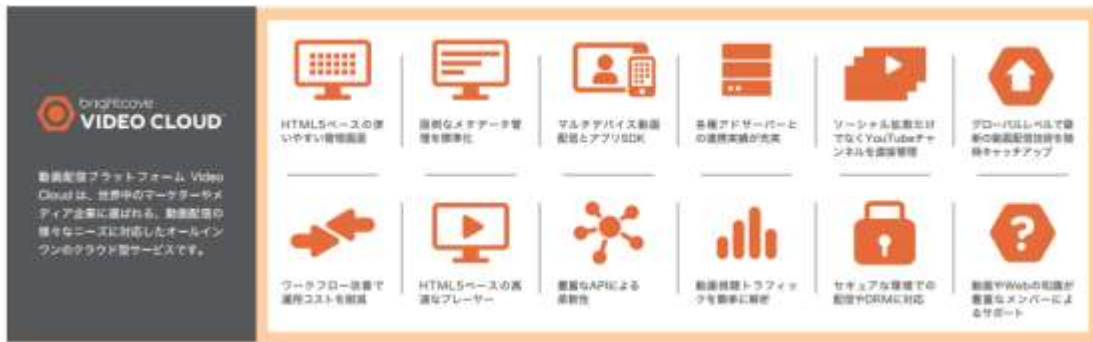 brightcove
VIDEO CLOUD
動画配信プラットフォーム Video
Cloud は、世界中のマーケターやメ
ディア企業に選ばれる、動画配信の
様々なニーズに対応したオールイン
ワンのクラウド型サービスです。
HTML5ベースの使
いやすい管理画面
面倒なメタデータ管
理を標準化
マルチデバイス動画
配信とアプリSDK
各種アドサーバーと
の連携実績が充実
ソーシャル拡散だけ
でなくYouTubeチャ
ンネルを直接管理
グローバルレベルで最
新の動画配信技術を随
時キャッチアップ
ワークフロー改善で
運用コストを削減
HTML5ベースの高
速なプレーヤー
豊富なAPIによる
柔軟性
動画視聴トラフィッ
クを簡単に解析
セキュアな環境での
配信やDRMに対応
動画やWebの知識が
豊富なメンバーによ
るサポート